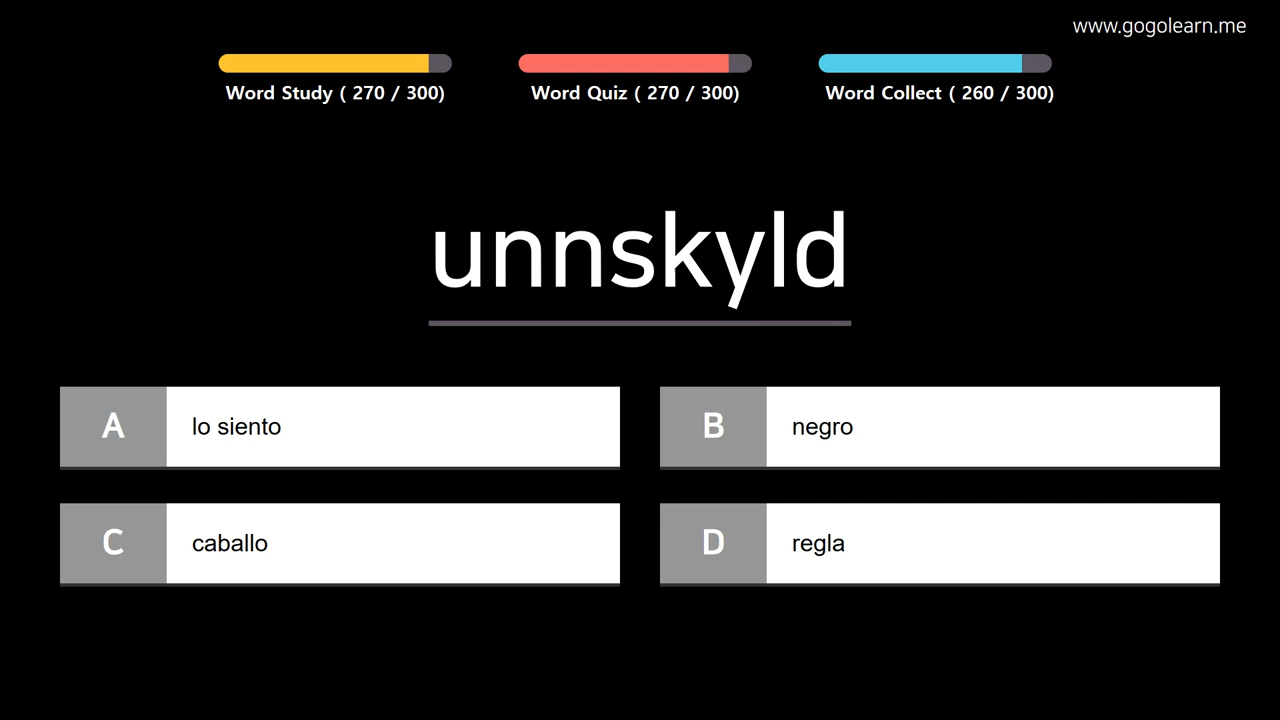 www.gogolearn.me
Word Study ( 270 / 300)
Word Quiz ( 270 / 300)
Word Collect ( 260 / 300)
unnskyld
A lo siento
B negro
C caballo
D regla